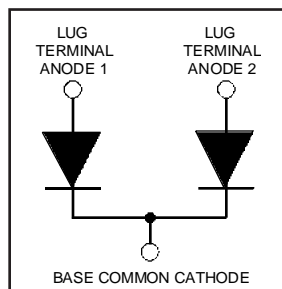 LUG
TERMINAL
ANODE 1
LUG
TERMINAL
ANODE 2
BASE COMMON CATHODE